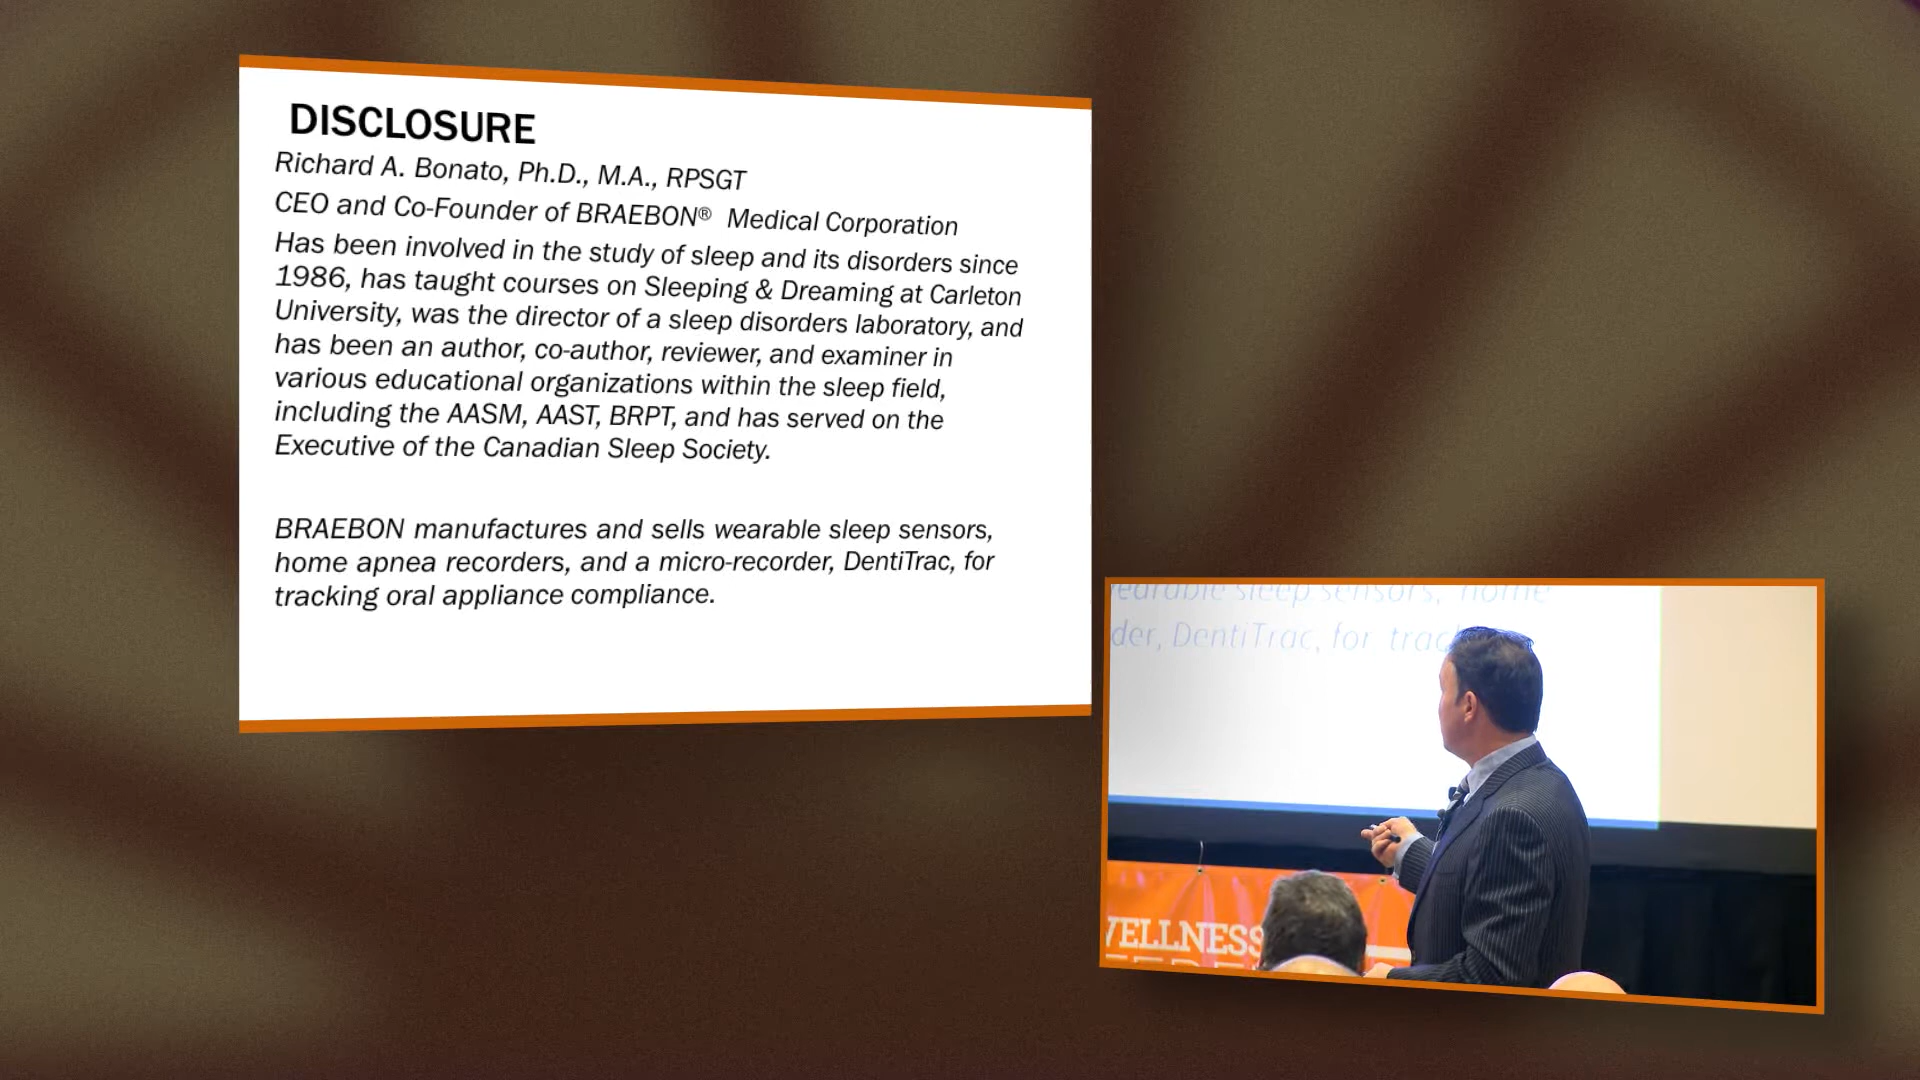 DISCLOSURE
Richard A. Bonato, Ph.D., M.A., RPSGT
CEO and Co-Founder of BRAEBON® Medical Corporation
Has been involved in the study of sleep and its disorders since
1986, has taught courses on Sleeping & Dreaming at Carleton
University, was the director of a sleep disorders laboratory, and
has been an author, co-author, reviewer, and examiner in
various educational organizations within the sleep field,
including the AASM, AAST, BRPT, and has served on the
Executive of the Canadian Sleep Society.
BRAEBON manufactures and sells wearable sleep sensors,
home apnea recorders, and a micro-recorder, DentiTrac, for
tracking oral appliance compliance.
sleep sensors, home
DentiTrac, for